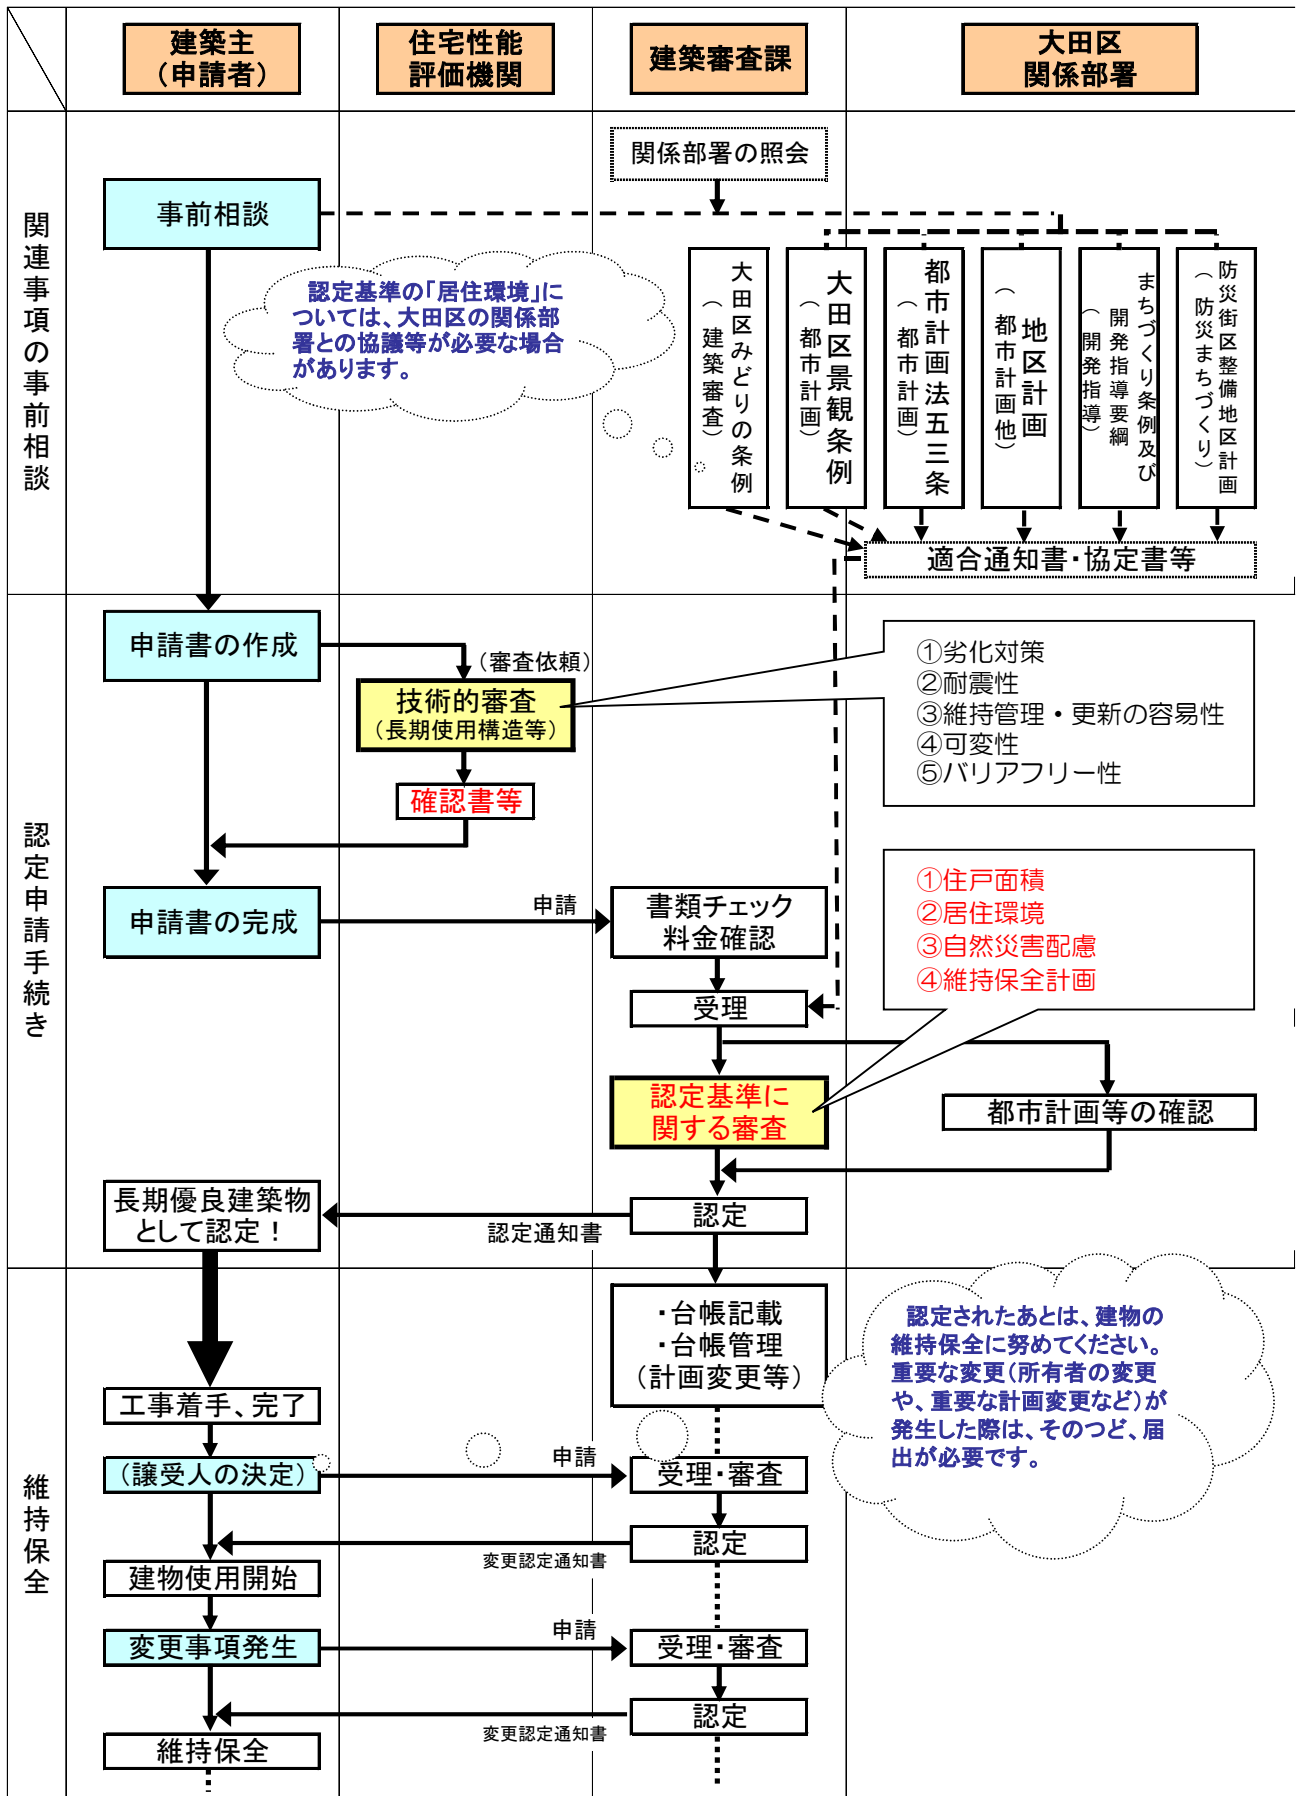 建築主
（申請者）
住宅性能
評価機関
建築審査課
大田区
関係部署
関連事項の事前相談
関係部署の照会
事前相談
認定基準の「居住環境」に
ついては、大田区の関係部
署との協議等が必要な場合
があります。
大田区みどりの条例
（建築審査）
大田区景観条例
（都市計画）
都市計画法五三条
（都市計画）
地区計画
（都市計画他）
まちづくり条例及び
開発指導要綱
（開発指導）
防災街区整備地区計画
（防災まちづくり）
適合通知書・協定書等
認定申請手続き
申請書の作成
（審査依頼）
技術的審査
（長期使用構造等）
①劣化対策
②耐震性
③維持管理・更新の容易性
④可変性
⑤バリアフリー性
確認書等
申請書の完成
申請
書類チェック
料金確認
①住戸面積
②居住環境
③自然災害配慮
④維持保全計画
受理
認定基準に
関する審査
都市計画等の確認
長期優良建築物
として認定！
認定通知書
認定
維持保全
・台帳記載
・台帳管理
（計画変更等）
認定されたあとは、建物の
維持保全に努めてください。
重要な変更（所有者の変更
や、重要な計画変更など）が
発生した際は、そのつど、届
出が必要です。
工事着手、完了
（譲受人の決定）
申請
受理・審査
認定
変更認定通知書
建物使用開始
変更事項発生
申請
受理・審査
認定
変更認定通知書
維持保全